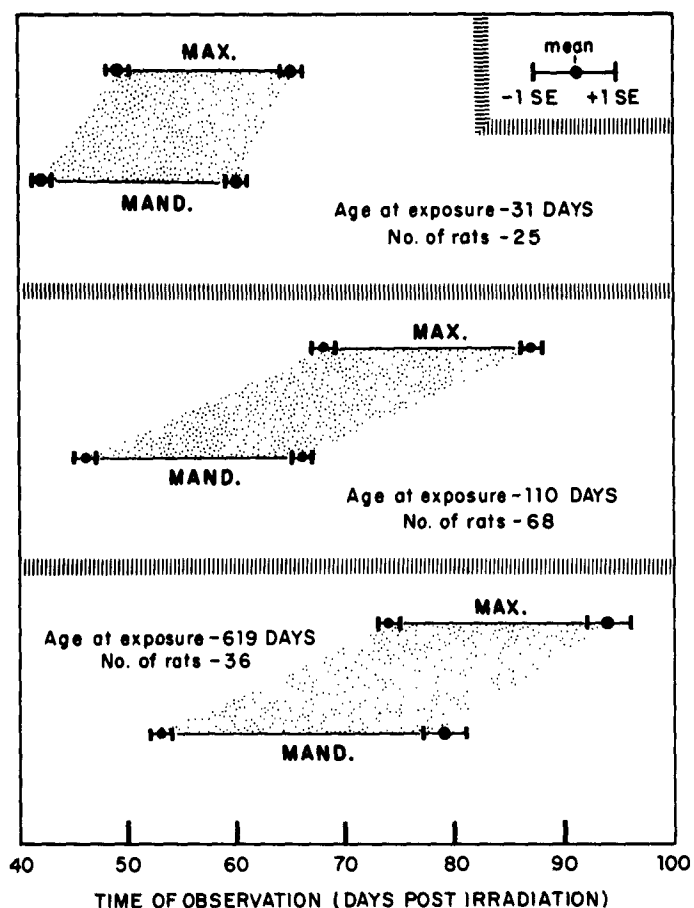 MAX.
mean
-1 SE +1 SE
MAND.
Age at exposure -31 DAYS
No. of rats -25
MAX.
MAND.
Age at exposure -110 DAYS
No. of rats -68
MAX.
Age at exposure -619 DAYS
No. of rats -36
MAND.
40 50 60 70 80 90 100
TIME OF OBSERVATION (DAYS POST IRRADIATION)